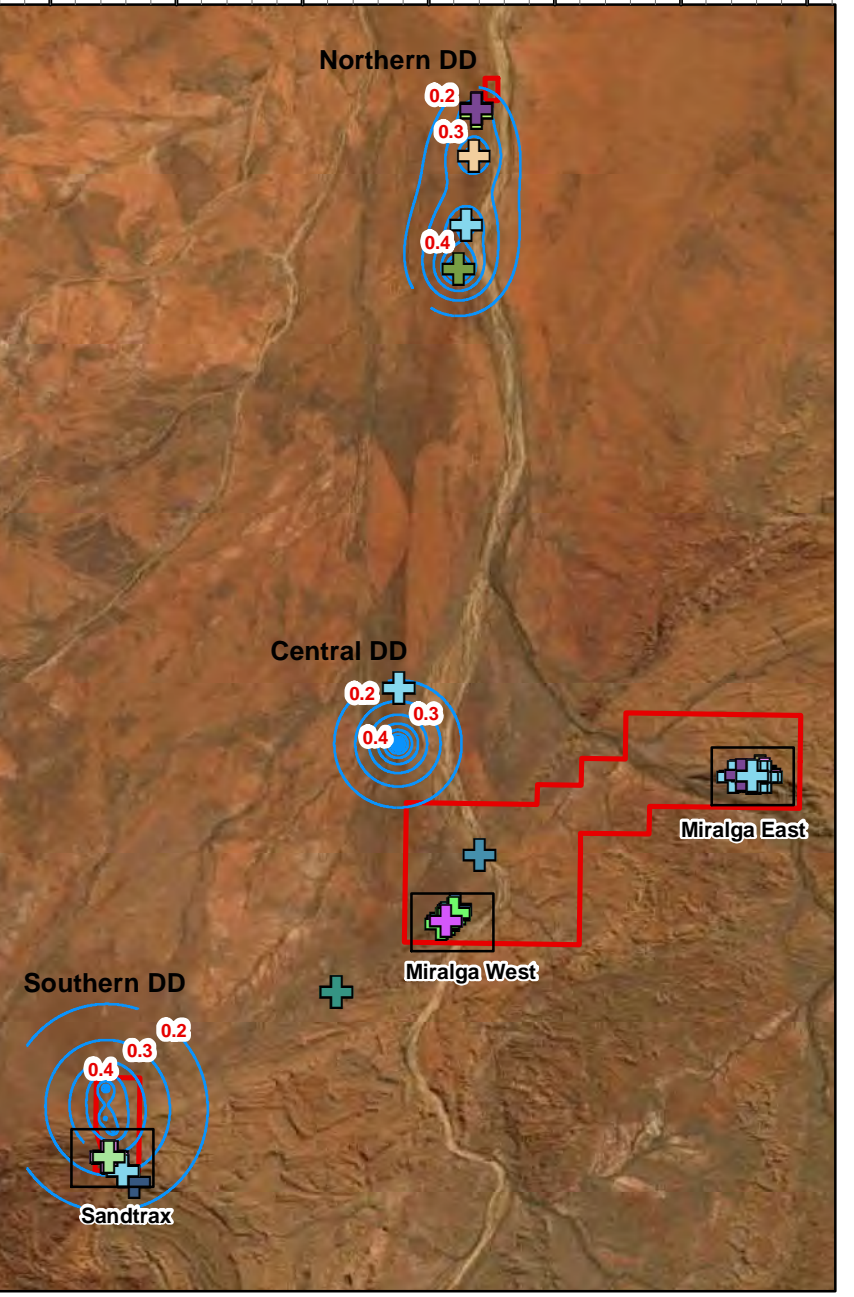 Northern DD
0.2
0.3
0.4
Central DD
0.2
0.3
0.4
Miralga East
Miralga West
Southern DD
0.2
0.3
0.4
Sandtrax